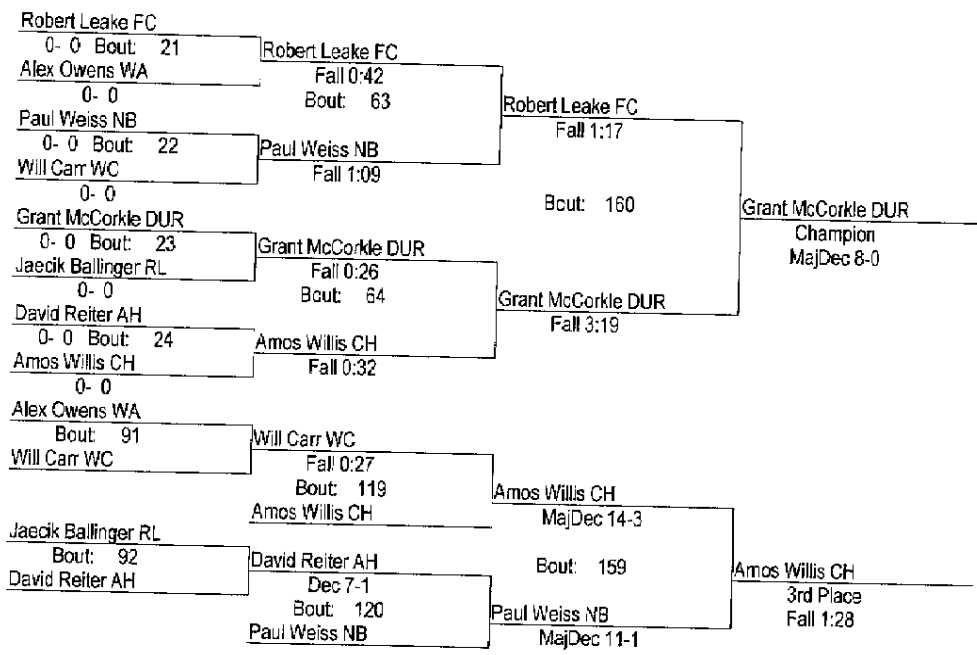 Robert Leake FC
0- 0 Bout: 21
Robert Leake FC
Alex Owens WA
Fall 0:42
0- 0
Bout: 63
Robert Leake FC
Paul Weiss NB
Fall 1:17
0- 0 Bout: 22
Paul Weiss NB
Will Carr WC
Fall 1:09
0- 0
Bout: 160
Grant McCorkle DUR
Grant McCorkle DUR
0- 0 Bout: 23
Champion
Grant McCorkle DUR
MajDec 8-0
Jaecik Ballinger RL
Fall 0:26
0- 0
Bout: 64
Grant McCorkle DUR
David Reiter AH
Fall 3:19
0- 0 Bout: 24
Amos Willis CH
Amos Willis CH
Fall 0:32
0- 0
Alex Owens WA
Bout: 91
Will Carr WC
Will Carr WC
Fall 0:27
Bout: 119
Amos Willis CH
Amos Willis CH
MajDec 14-3
Jaecik Ballinger RL
Bout: 92
David Reiter AH
Bout: 159
Amos Willis CH
David Reiter AH
Dec 7-1
3rd Place
Bout: 120
Paul Weiss NB
Fall 1:28
Paul Weiss NB
MajDec 11-1